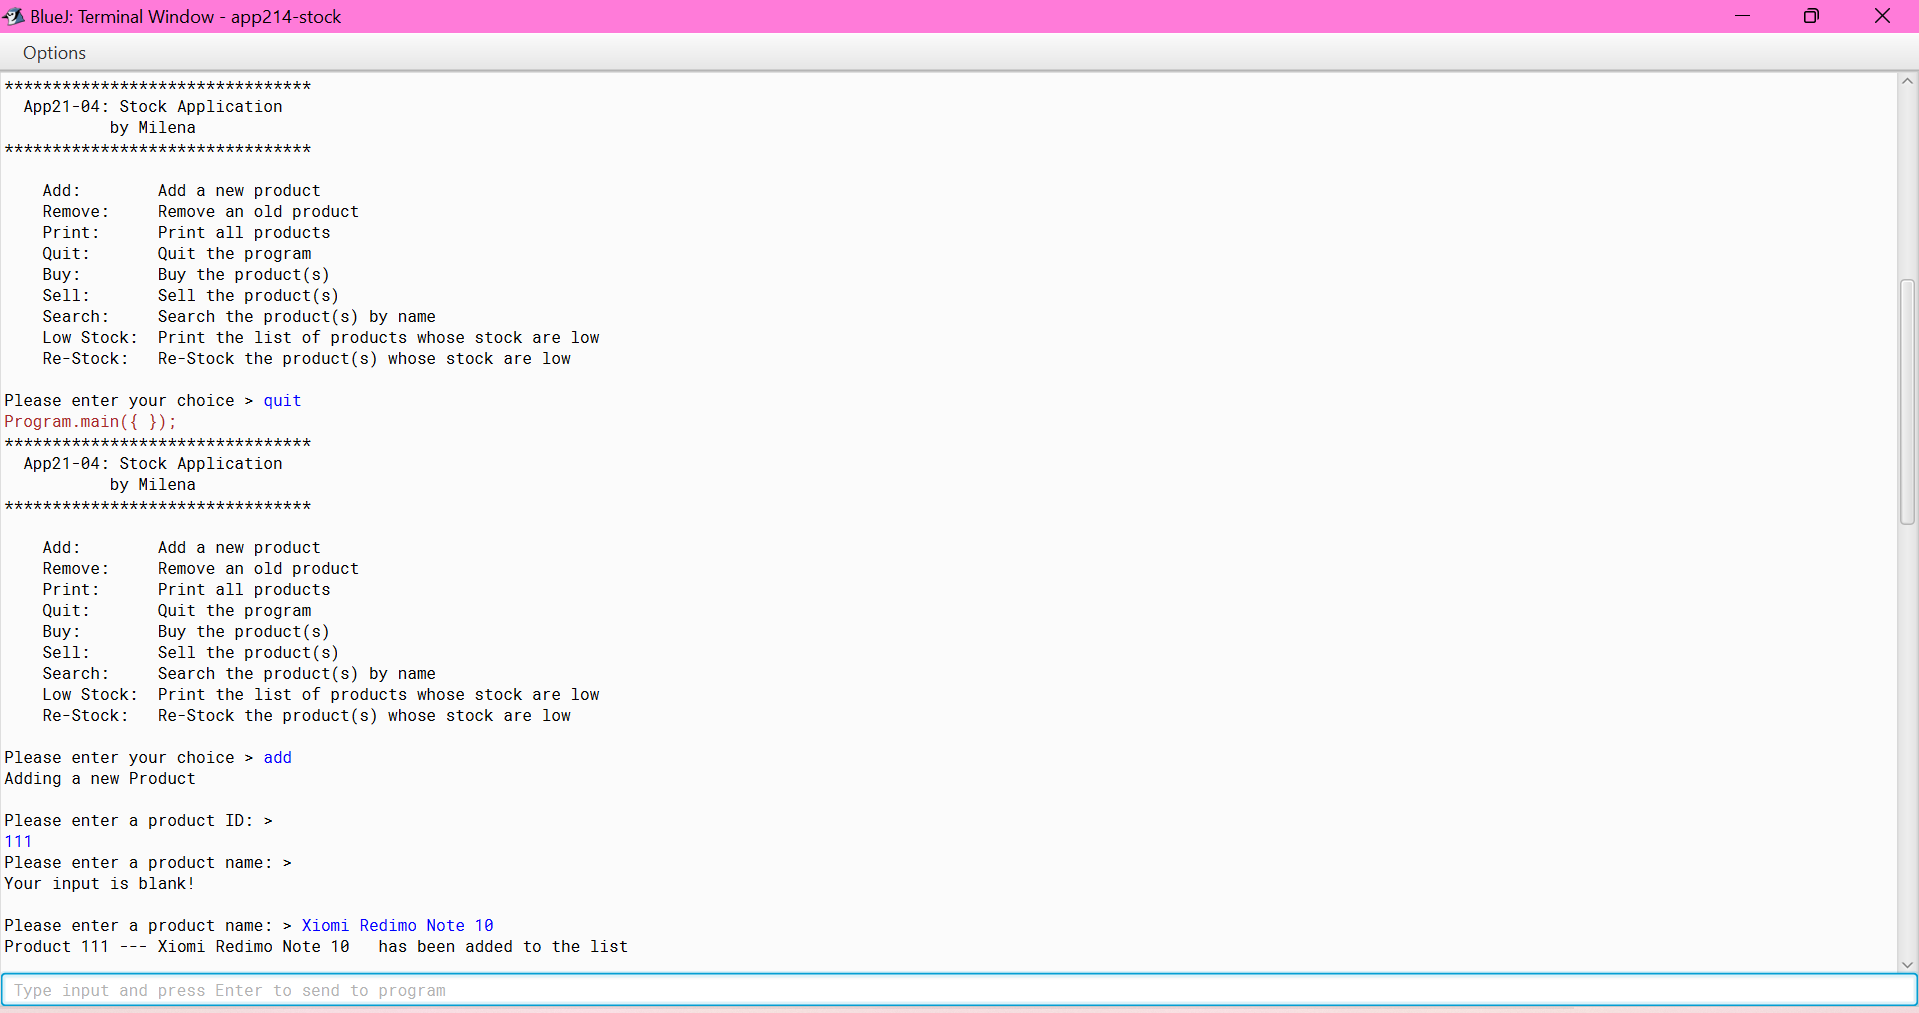 BlueJ: Terminal Window - app214-stock
Options
********************************
App21-04: Stock Application
by Milena
********************************
Add: Add a new product
Remove: Remove an old product
Print: Print all products
Quit: Quit the program
Buy: Buy the product(s)
Sell: Sell the product(s)
Search: Search the product(s) by name
Low Stock: Print the list of products whose stock are low
Re-Stock: Re-Stock the product(s) whose stock are low
Please enter your choice > quit
Program.main({ });
********************************
App21-04: Stock Application
by Milena
********************************
Add: Add a new product
Remove: Remove an old product
Print: Print all products
Quit: Quit the program
Buy: Buy the product(s)
Sell: Sell the product(s)
Search: Search the product(s) by name
Low Stock: Print the list of products whose stock are low
Re-Stock: Re-Stock the product(s) whose stock are low
Please enter your choice > add
Adding a new Product
Please enter a product ID: >
111
Please enter a product name: >
Your input is blank!
Please enter a product name: > Xiomi Redimo Note 10
Product 111 --- Xiomi Redimo Note 10 has been added to the list
Type input and press Enter to send to program